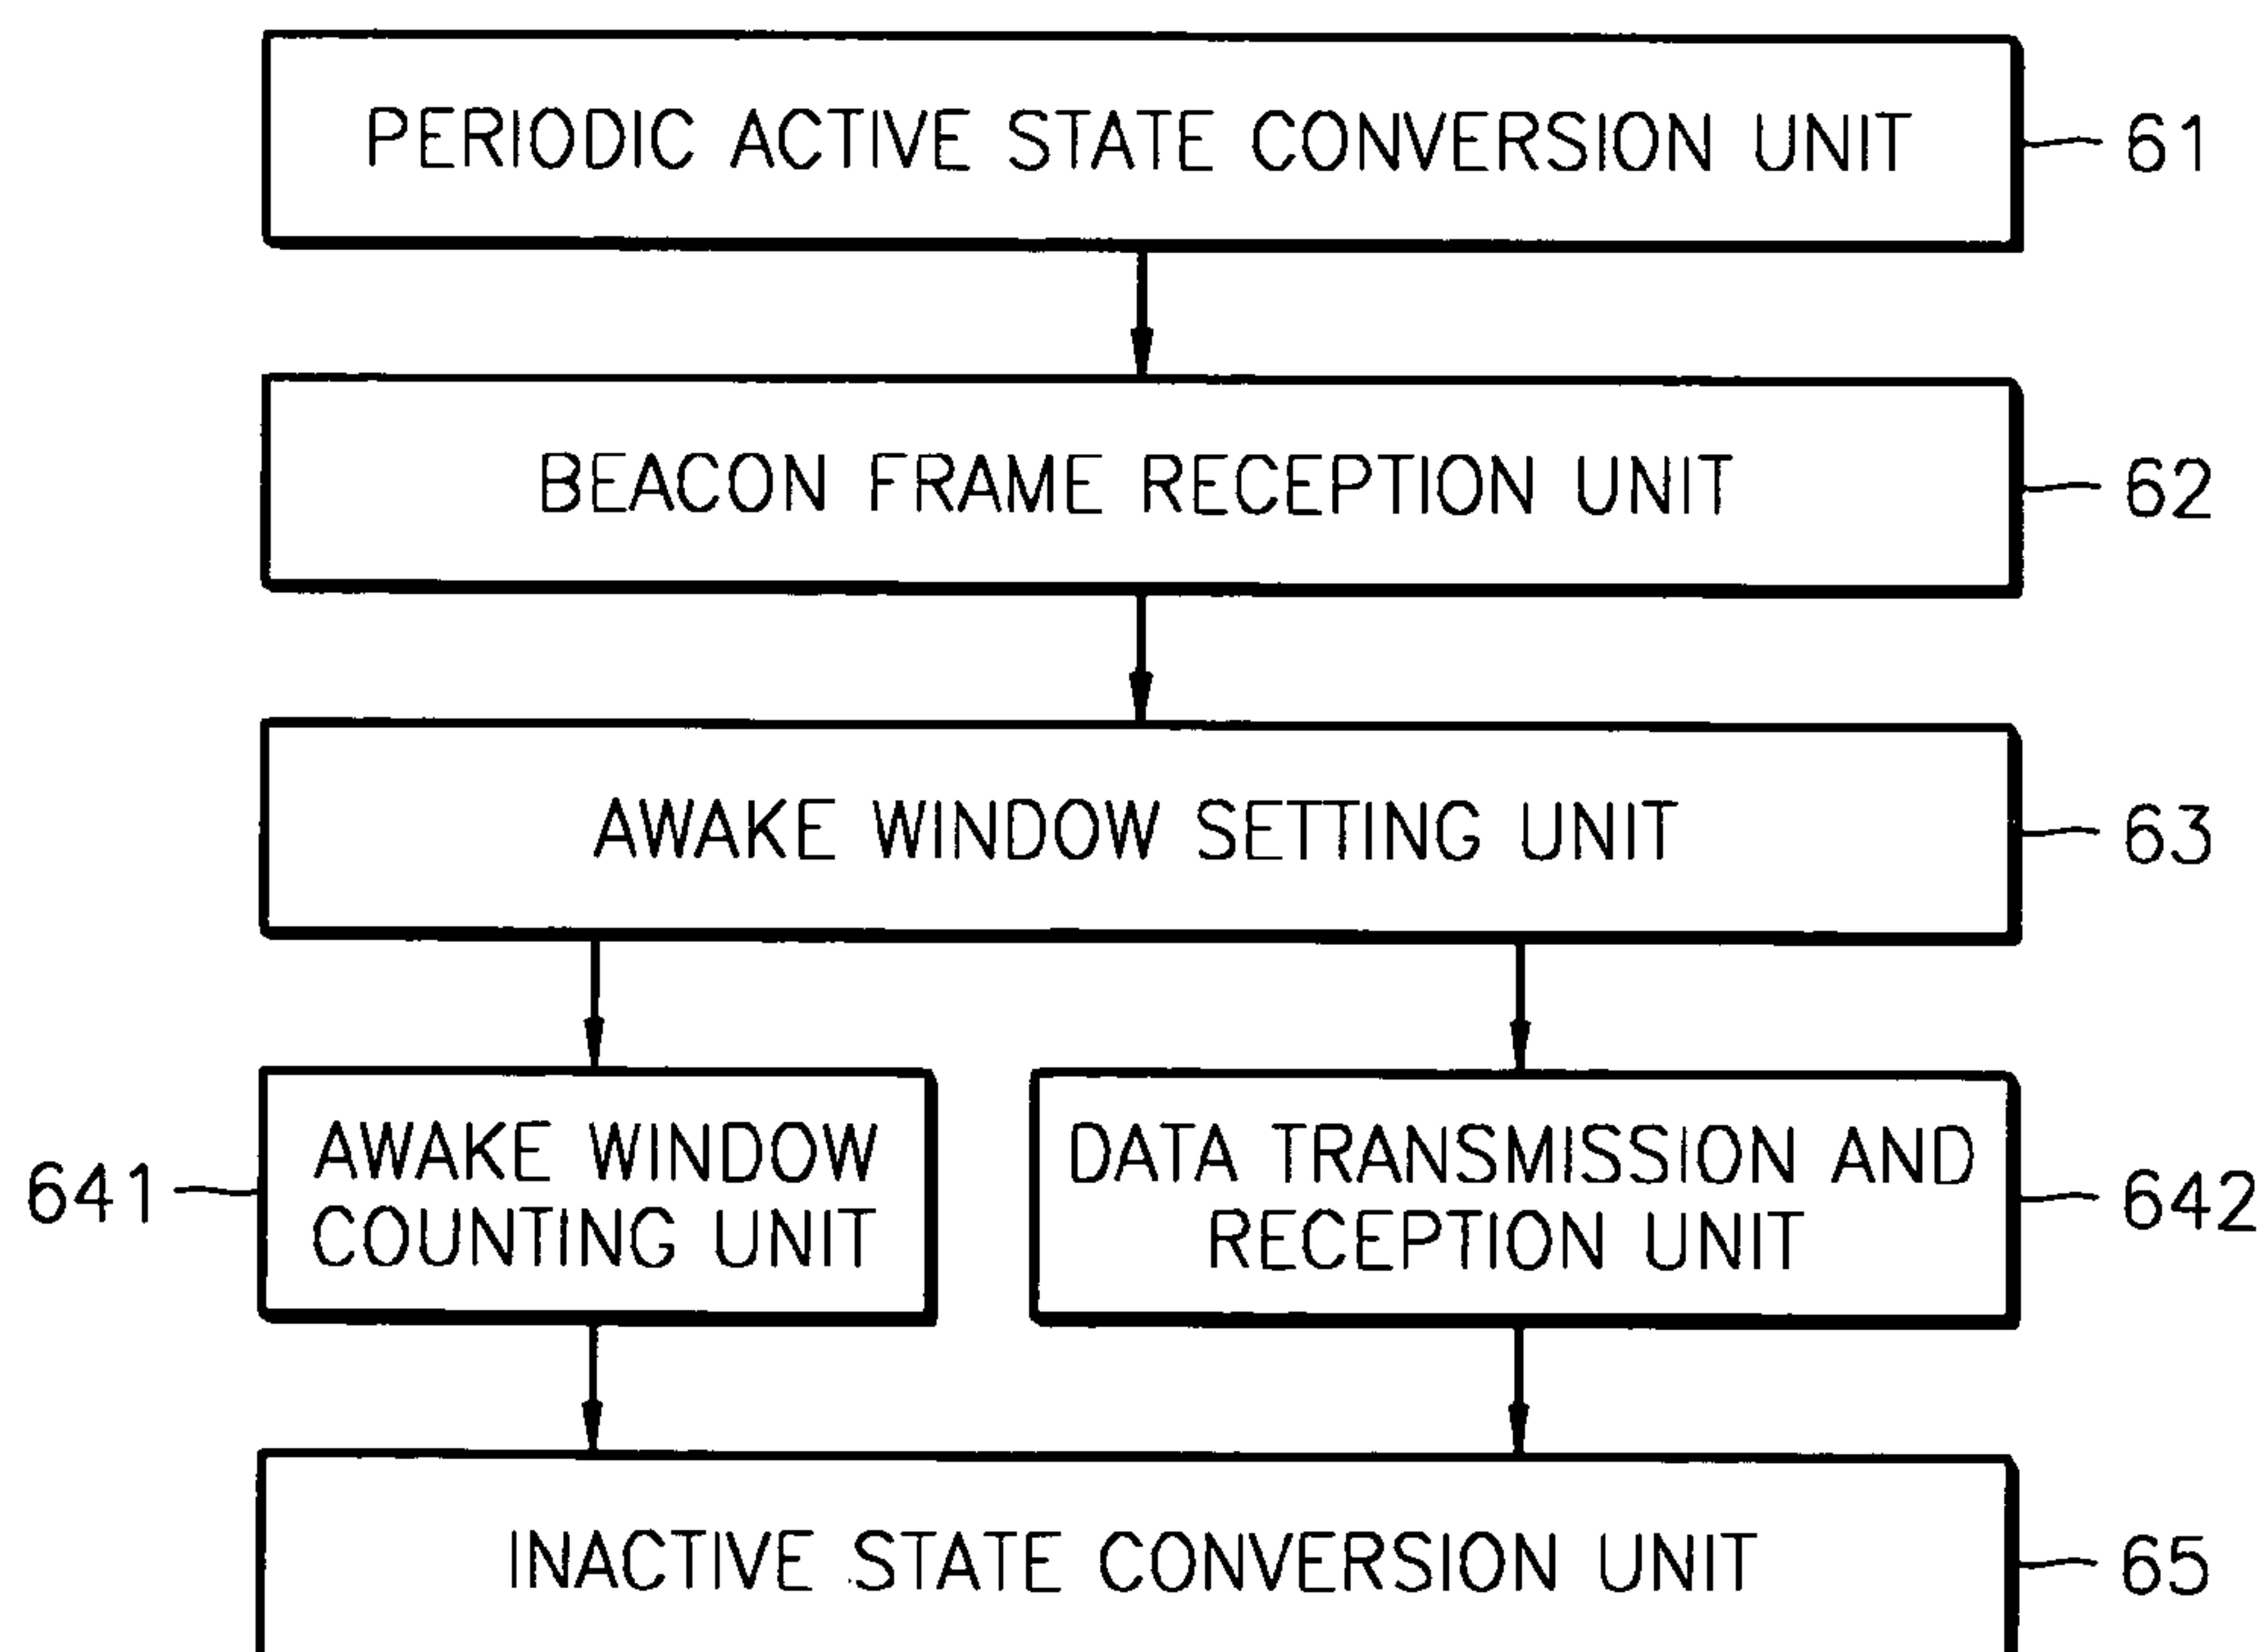 PERIODIC ACTIVE STATE CONVERSION UNIT
61
BEACON FRAME RECEPTION UNIT
62
AWAKE WINDOW SETTING UNIT
63
641
AWAKE WINDOW
COUNTING UNIT
DATA TRANSMISSION AND
RECEPTION UNIT
642
INACTIVE STATE CONVERSION UNIT
65